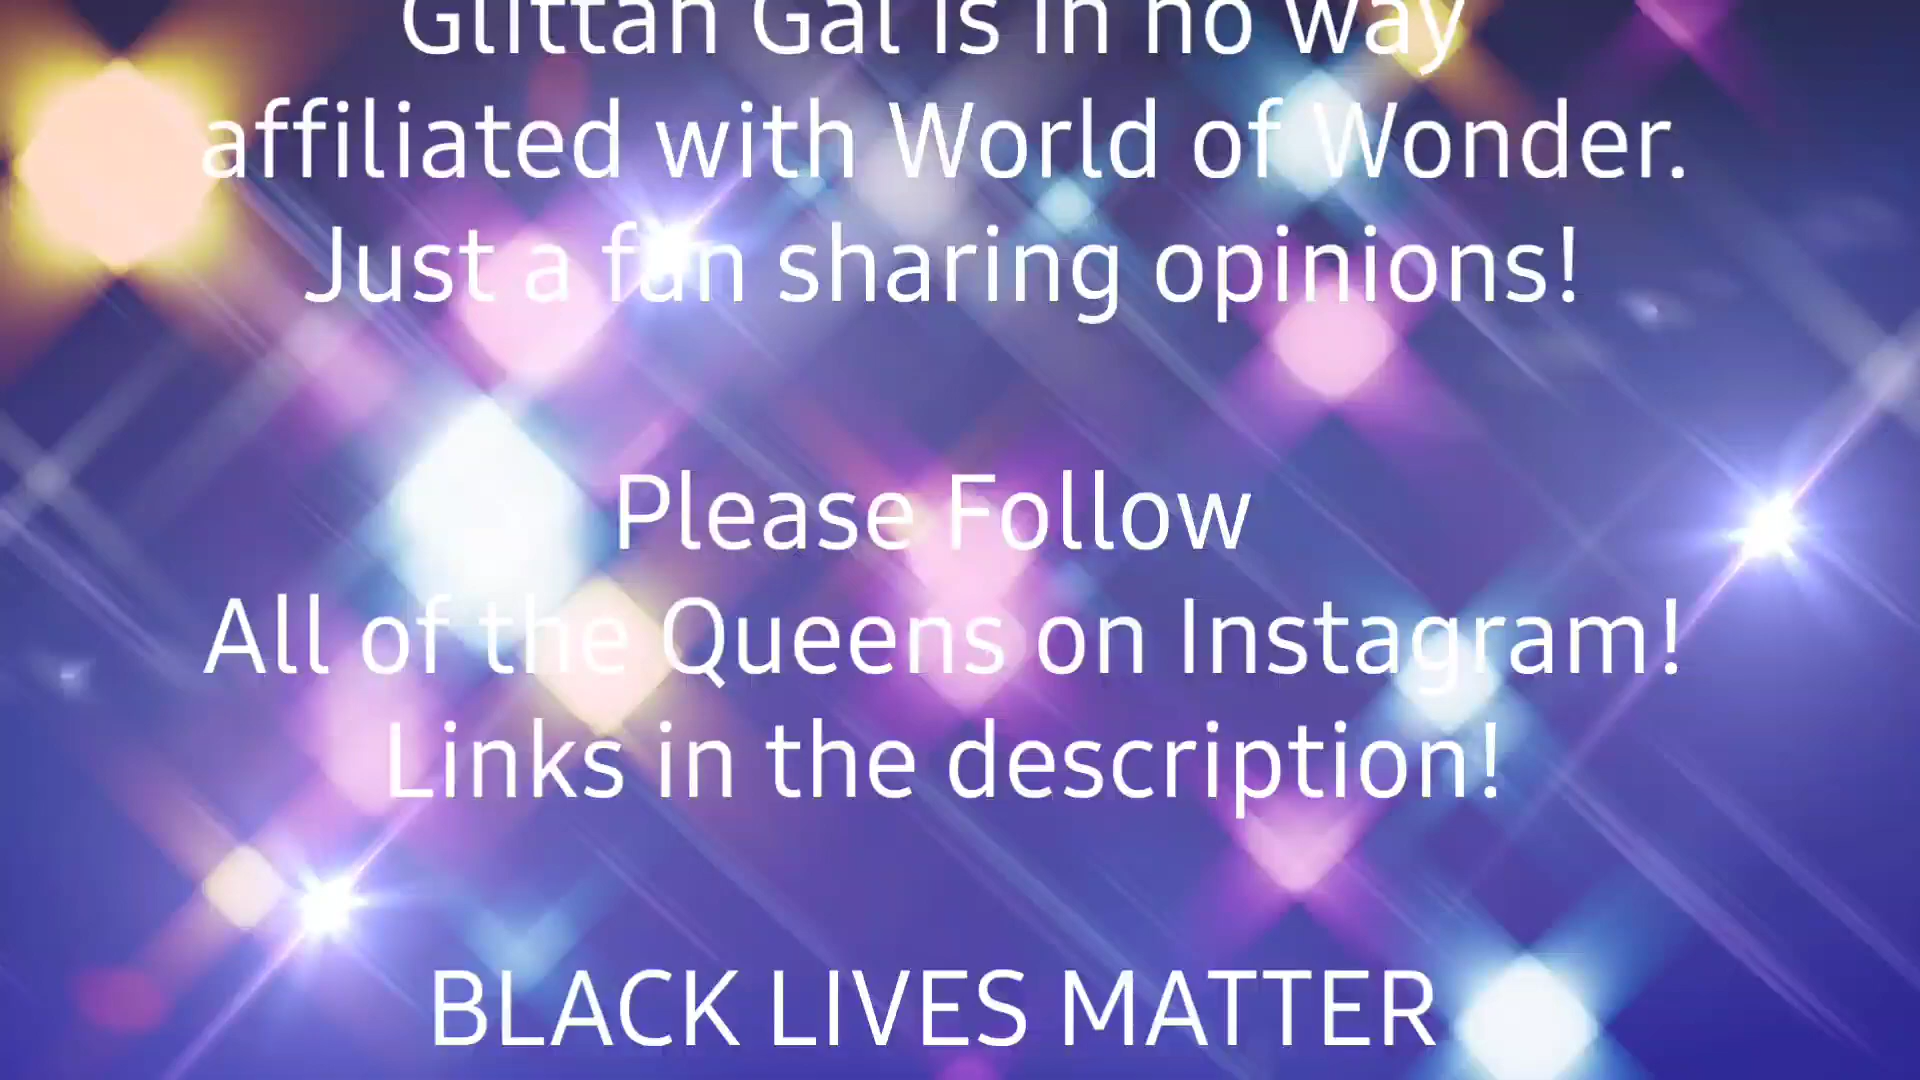 Glittah Gal is in no way
affiliated with World of Wonder.
Just a fun sharing opinions!
Please Follow
All of the Queens on Instagram!
Links in the description!
BLACK LIVES MATTER